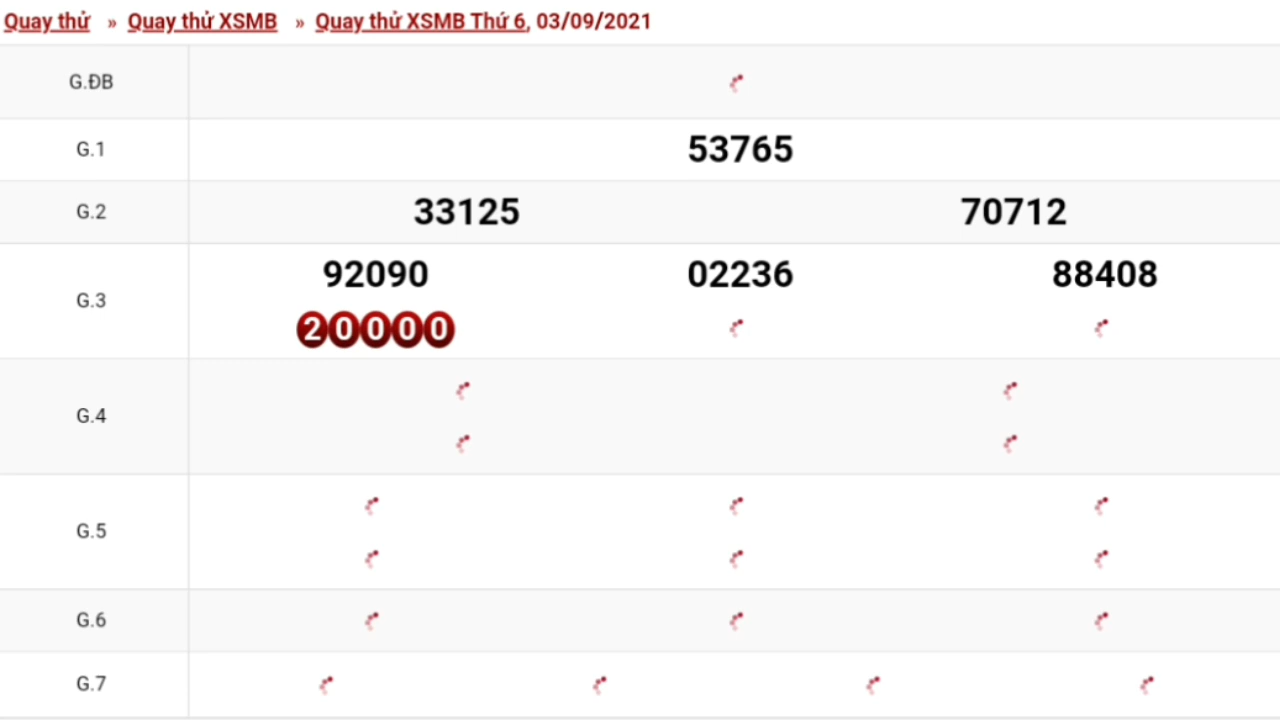 Quay thử » Quay thử XSMB » Quay thử XSMB Thứ 6, 03/09/2021
G.ĐB
G.1 53765
G.2 33125 70712
G.3 92090 02236 88408
20000
G.4
G.5
G.6
G.7